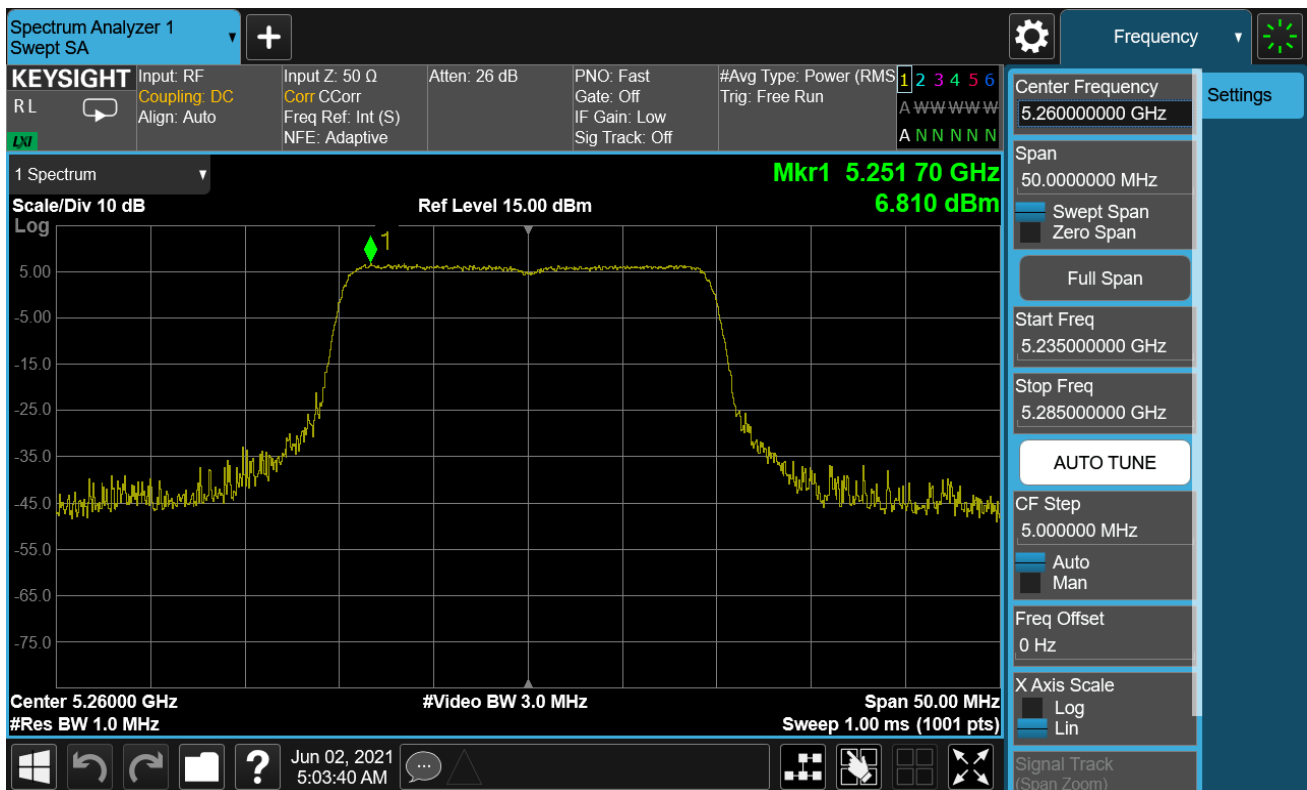 Spectrum Analyzer 1
Swept SA
Frequency
KEYSIGHT
R L
LXI
Input: RF
Coupling: DC
Align: Auto
Input Z: 50 Ω
Corr CCorr
Freq Ref: Int (S)
NFE: Adaptive
Atten: 26 dB
PNO: Fast
Gate: Off
IF Gain: Low
Sig Track: Off
#Avg Type: Power (RMS
Trig: Free Run
1 2 3 4 5 6
A W W W W W
A N N N N N
1 Spectrum
Mkr1 5.251 70 GHz
6.810 dBm
Scale/Div 10 dB
Ref Level 15.00 dBm
Log
1
5.00
-5.00
-15.0
-25.0
-35.0
-45.0
-55.0
-65.0
-75.0
Center 5.26000 GHz
#Video BW 3.0 MHz
Span 50.00 MHz
#Res BW 1.0 MHz
Sweep 1.00 ms (1001 pts)
Jun 02, 2021
5:03:40 AM
Center Frequency
5.260000000 GHz
Settings
Span
50.0000000 MHz
Swept Span
Zero Span
Full Span
Start Freq
5.235000000 GHz
Stop Freq
5.285000000 GHz
AUTO TUNE
CF Step
5.000000 MHz
Auto
Man
Freq Offset
0 Hz
X Axis Scale
Log
Lin
Signal Track
(Span Zoom)